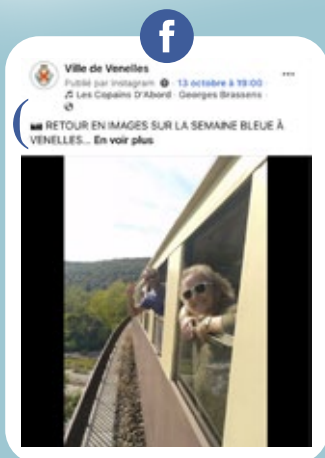 f
Ville de Venelles
Publié par Instagram · 13 octobre à 19:00 ·
Les Copains D'Abord · Georges Brassens ·
RETOUR EN IMAGES SUR LA SEMAINE BLEUE À
VENELLES... En voir plus